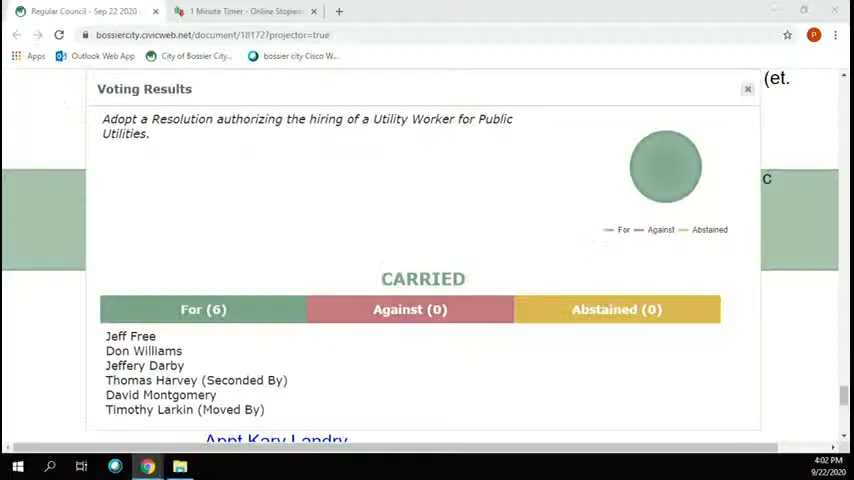 Regular Council - Sep 22 2020
1 Minute Timer - Online Stopw
bossiercity.civicweb.net/document/18172?projector=true
P
Apps
Outlook Web App
City of Bossier City...
bossier city Cisco W...
(et.
Voting Results
Adopt a Resolution authorizing the hiring of a Utility Worker for Public
Utilities.
c
For
Against
Abstained
CARRIED
For (6)
Against (0)
Abstained (0)
Jeff Free
Don Williams
Jeffery Darby
Thomas Harvey (Seconded By)
David Montgomery
Timothy Larkin (Moved By)
Appt Kary Landry
4:02 PM
9/22/2020